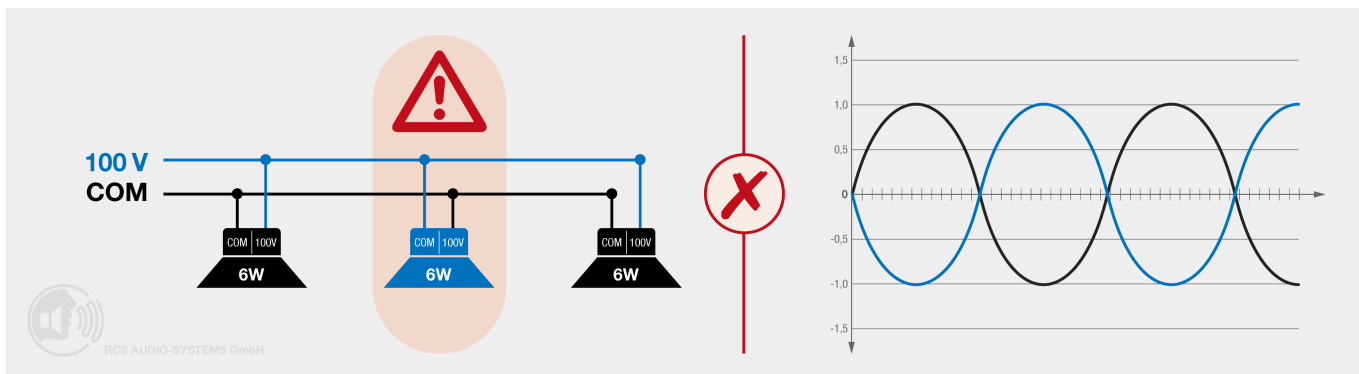 100 V
COM
COM 100V
6W
COM 100V
6W
COM 100V
6W
RCS AUDIO-SYSTEMS GmbH
1,5
1,0
0,5
0
-0,5
-1,0
-1,5